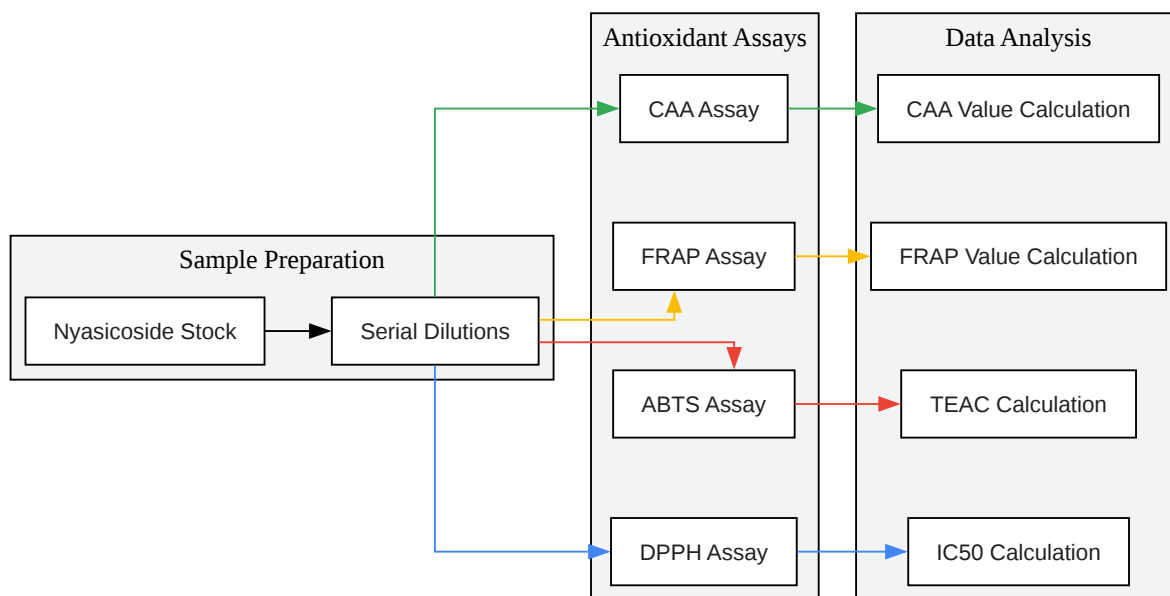 Antioxidant Assays
Data Analysis
CAA Assay
CAA Value Calculation
FRAP Assay
FRAP Value Calculation
Sample Preparation
Nyasicoside Stock
Serial Dilutions
ABTS Assay
TEAC Calculation
DPPH Assay
IC50 Calculation